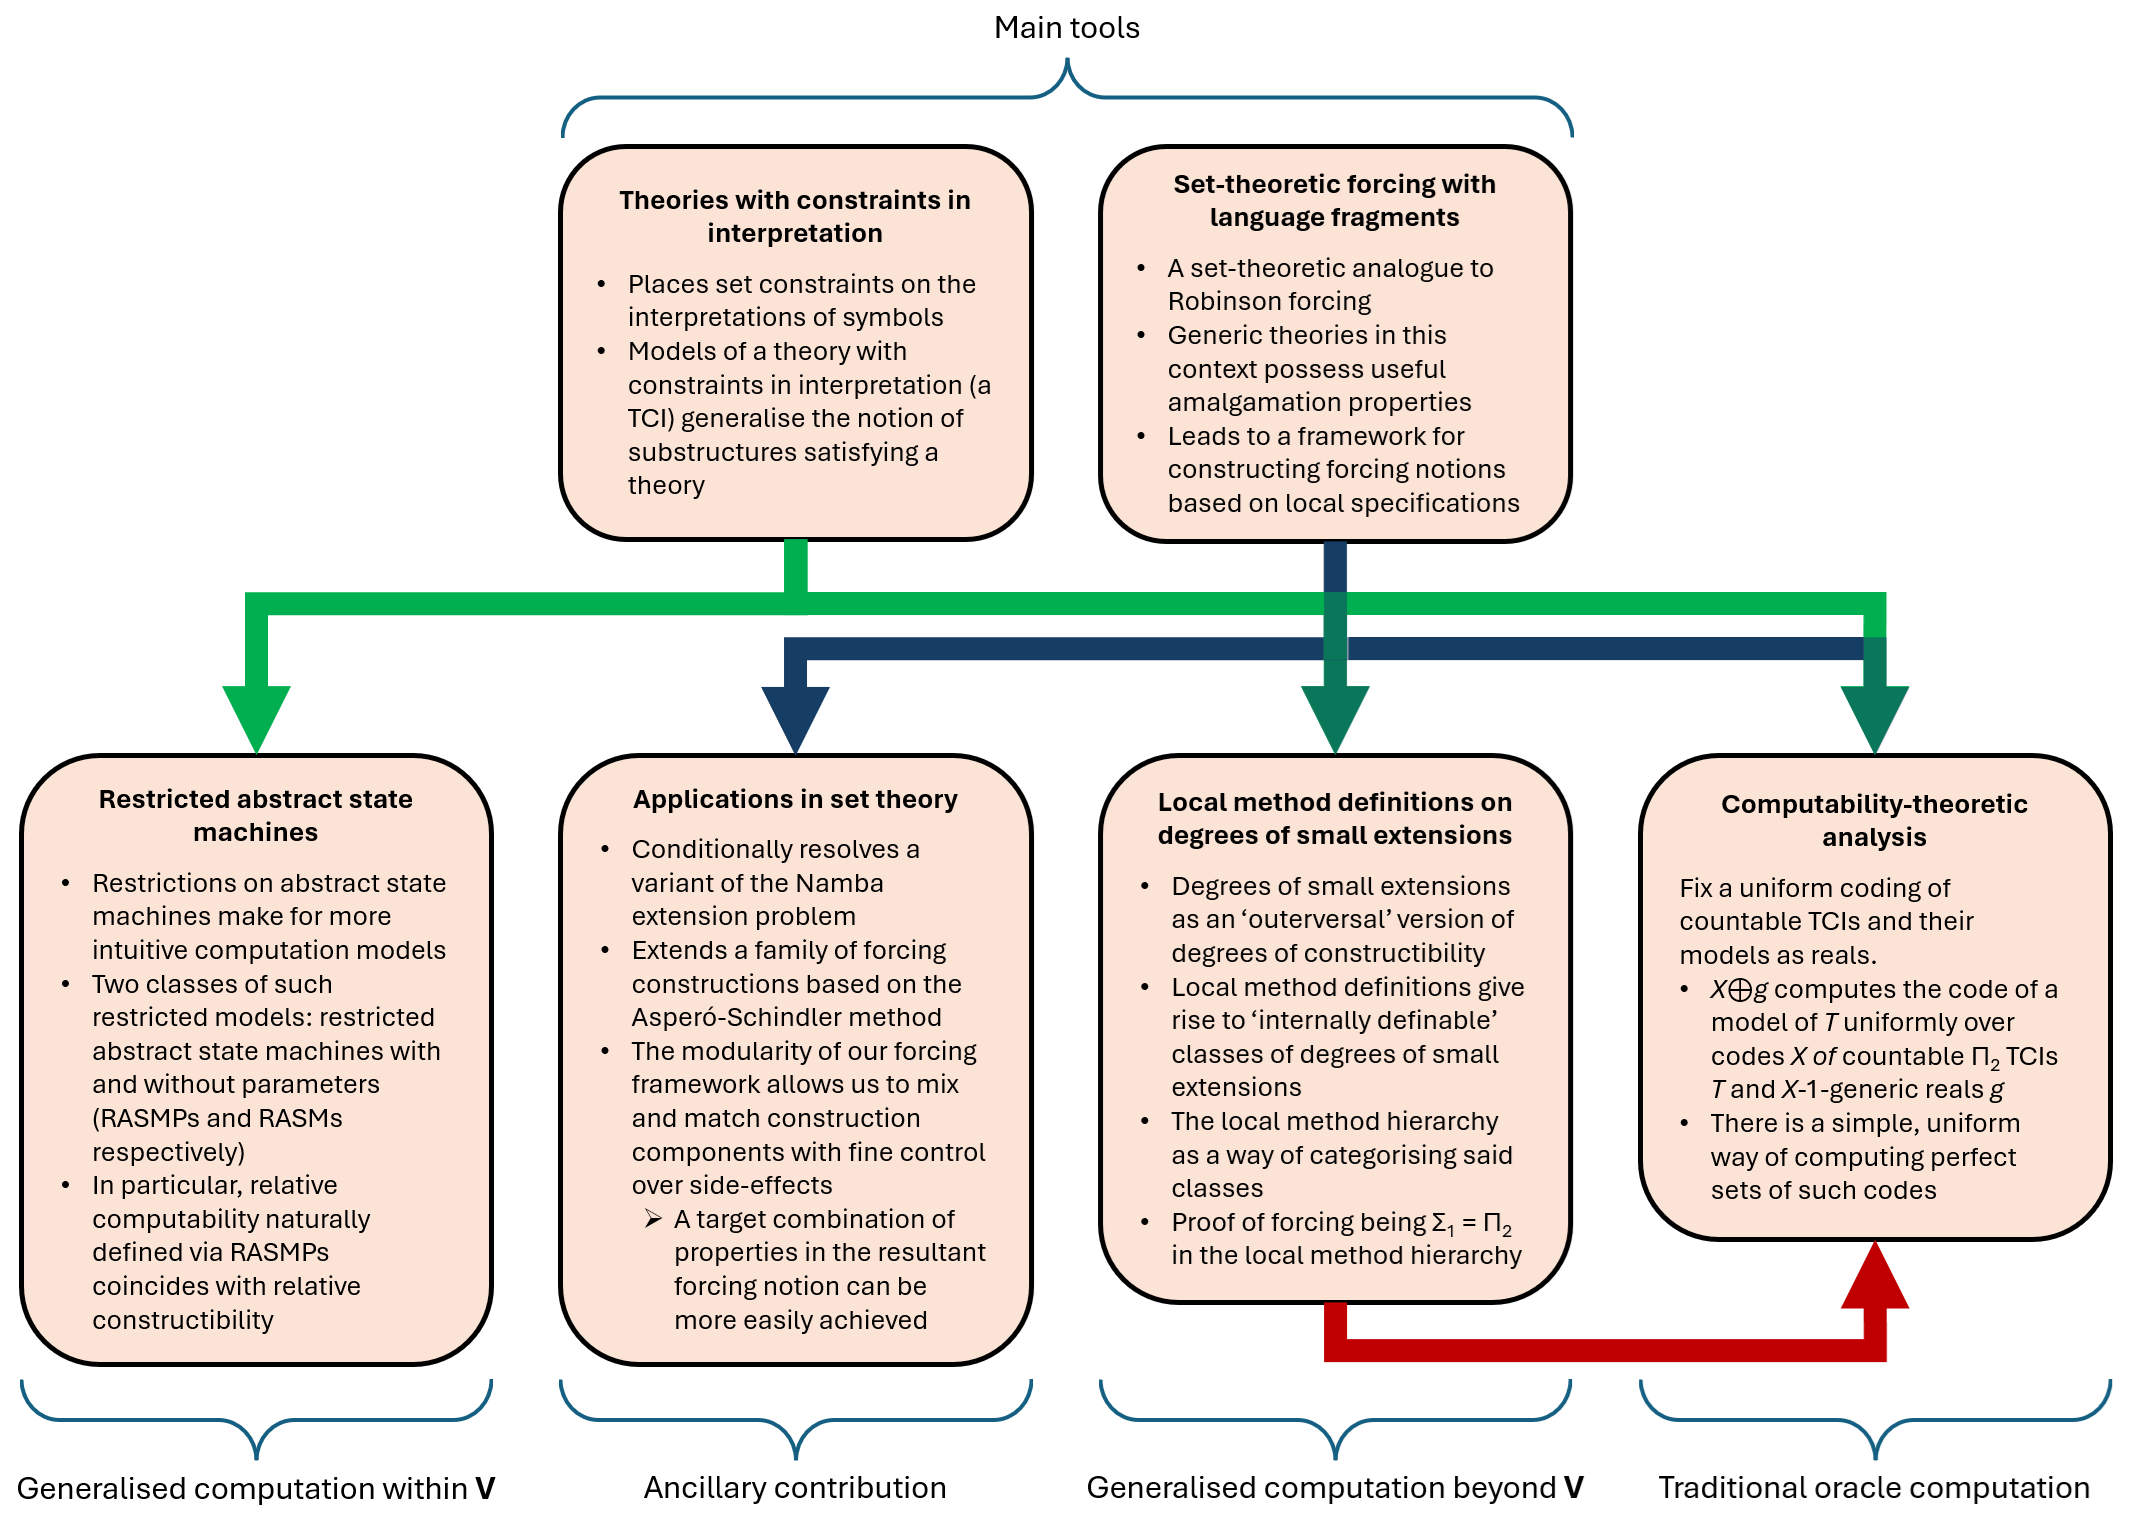 Main tools
Theories with constraints in
interpretation
• Places set constraints on the
interpretations of symbols
• Models of a theory with
constraints in interpretation (a
TCI) generalise the notion of
substructures satisfying a
theory
Set-theoretic forcing with
language fragments
• A set-theoretic analogue to
Robinson forcing
• Generic theories in this
context possess useful
amalgamation properties
• Leads to a framework for
constructing forcing notions
based on local specifications
Restricted abstract state
machines
• Restrictions on abstract state
machines make for more
intuitive computation models
• Two classes of such
restricted models: restricted
abstract state machines with
and without parameters
(RASMPs and RASMs
respectively)
• In particular, relative
computability naturally
defined via RASMPs
coincides with relative
constructibility
Applications in set theory
• Conditionally resolves a
variant of the Namba
extension problem
• Extends a family of forcing
constructions based on the
Asperó-Schindler method
• The modularity of our forcing
framework allows us to mix
and match construction
components with fine control
over side-effects
➢ A target combination of
properties in the resultant
forcing notion can be
more easily achieved
Local method definitions on
degrees of small extensions
• Degrees of small extensions
as an ‘outerversal’ version of
degrees of constructibility
• Local method definitions give
rise to ‘internally definable’
classes of degrees of small
extensions
• The local method hierarchy
as a way of categorising said
classes
• Proof of forcing being Σ₁ = Π₂
in the local method hierarchy
Computability-theoretic
analysis
Fix a uniform coding of
countable TCIs and their
models as reals.
• X⨁g computes the code of a
model of T uniformly over
codes X of countable Π₂ TCIs
T and X-1-generic reals g
• There is a simple, uniform
way of computing perfect
sets of such codes
Generalised computation within V
Ancillary contribution
Generalised computation beyond V
Traditional oracle computation